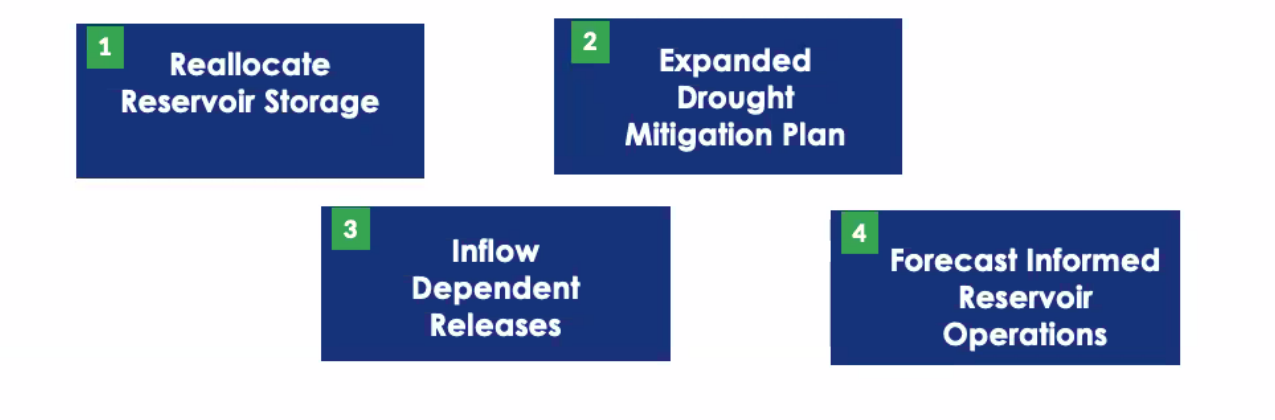 1
Reallocate
Reservoir Storage
2
Expanded
Drought
Mitigation Plan
3
Inflow
Dependent
Releases
4
Forecast Informed
Reservoir
Operations